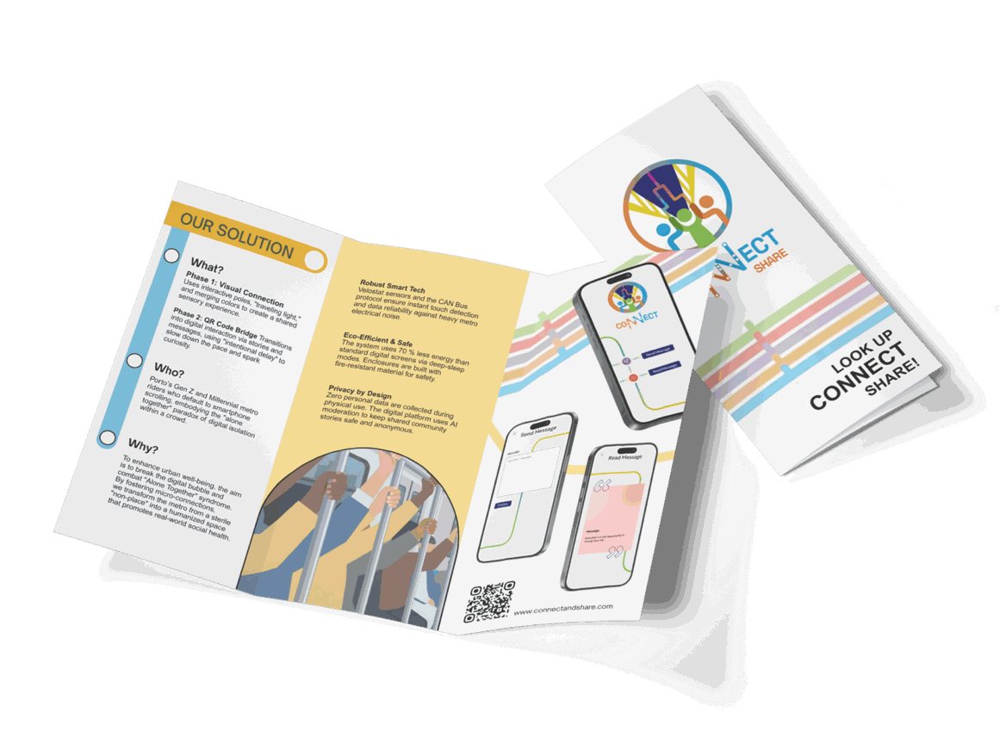 OUR SOLUTION
What?
Phase 1: Visual Connection
Uses interactive poles, "traveling light,"
and merging colors to create a shared
sensory experience.
Phase 2: QR Code Bridge Transitions
into digital interaction via stories and
messages, using "intentional delay" to
slow down the pace and spark
curiosity.
Who?
Porto's Gen Z and Millennial metro
riders who default to smartphone
scrolling, embodying the "alone
together" paradox of digital isolation
within a crowd.
Why?
To enhance urban well-being, the aim
is to break the digital bubble and
combat "Alone Together" syndrome.
By fostering micro-connections,
we transform the metro from a sterile
"non-place" into a humanized space
that promotes real-world social health.
Robust Smart Tech
Velostat sensors and the CAN Bus
protocol ensure instant touch detection
and data reliability against heavy metro
electrical noise.
Eco-Efficient & Safe
The system uses 70 % less energy than
standard digital screens via deep-sleep
modes. Enclosures are built with
fire-resistant material for safety.
Privacy by Design
Zero personal data are collected during
physical use. The digital platform uses AI
moderation to keep shared community
stories safe and anonymous.
CONNECT
Send Message
Read Message
Send Message
Message
Read Message
Message
www.connectandshare.com
NNECT
SHARE
LOOK UP
CONNECT
SHARE!